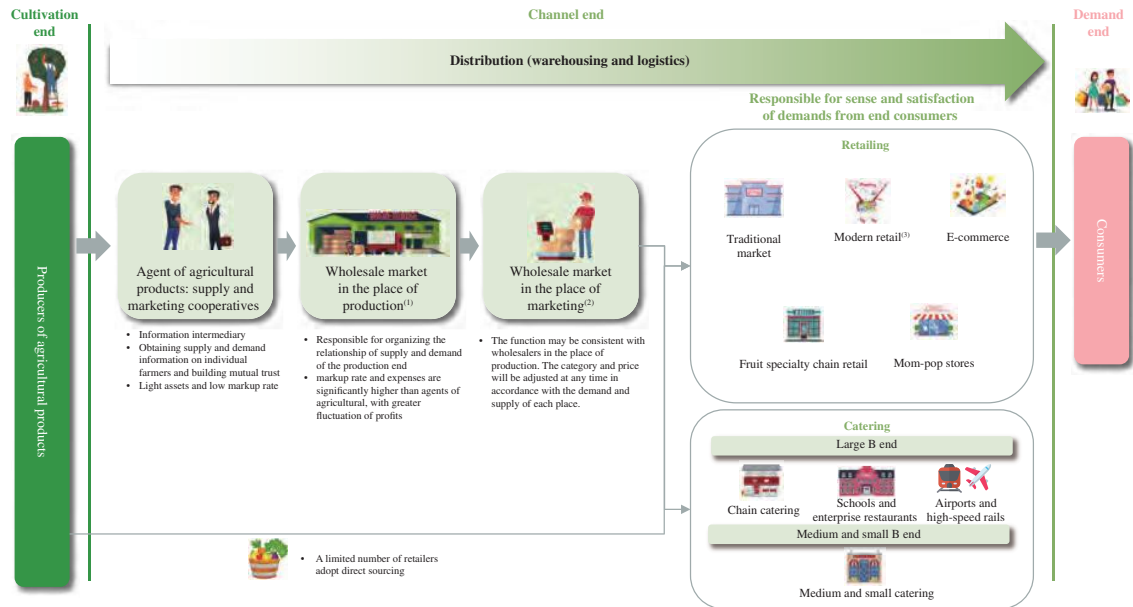 Cultivation
end
Channel end
Demand
end
Distribution (warehousing and logistics)
Responsible for sense and satisfaction
of demands from end consumers
Producers of agricultural products
Agent of agricultural
products: supply and
marketing cooperatives
• Information intermediary
• Obtaining supply and demand
information on individual
farmers and building mutual trust
• Light assets and low markup rate
Wholesale market
in the place of
production(1)
• Responsible for organizing the
relationship of supply and demand
of the production end
• markup rate and expenses are
significantly higher than agents of
agricultural, with greater
fluctuation of profits
Wholesale market
in the place of
marketing(2)
• The function may be consistent with
wholesalers in the place of
production. The category and price
will be adjusted at any time in
accordance with the demand and
supply of each place.
Retailing
Traditional
market
Modern retail(3)
E-commerce
Fruit specialty chain retail
Mom-pop stores
Catering
Large B end
Chain catering
Schools and
enterprise restaurants
Airports and
high-speed rails
Medium and small B end
Medium and small catering
• A limited number of retailers
adopt direct sourcing
Consumers